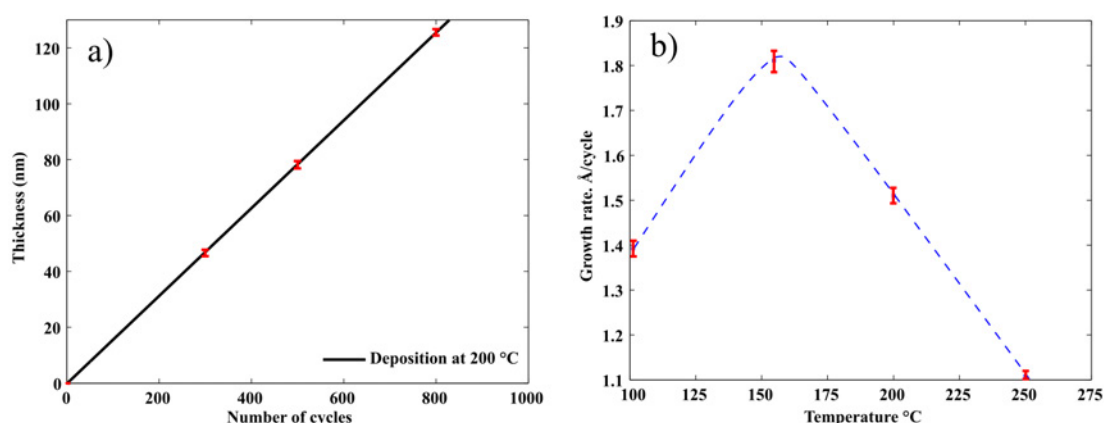 a)
120
100
80
60
40
20
0
Thickness (nm)
Deposition at 200 °C
0 200 400 600 800 1000
Number of cycles
b)
1.9
1.8
1.7
1.6
1.5
1.4
1.3
1.2
1.1
Growth rate. Å/cycle
100 125 150 175 200 225 250 275
Temperature °C